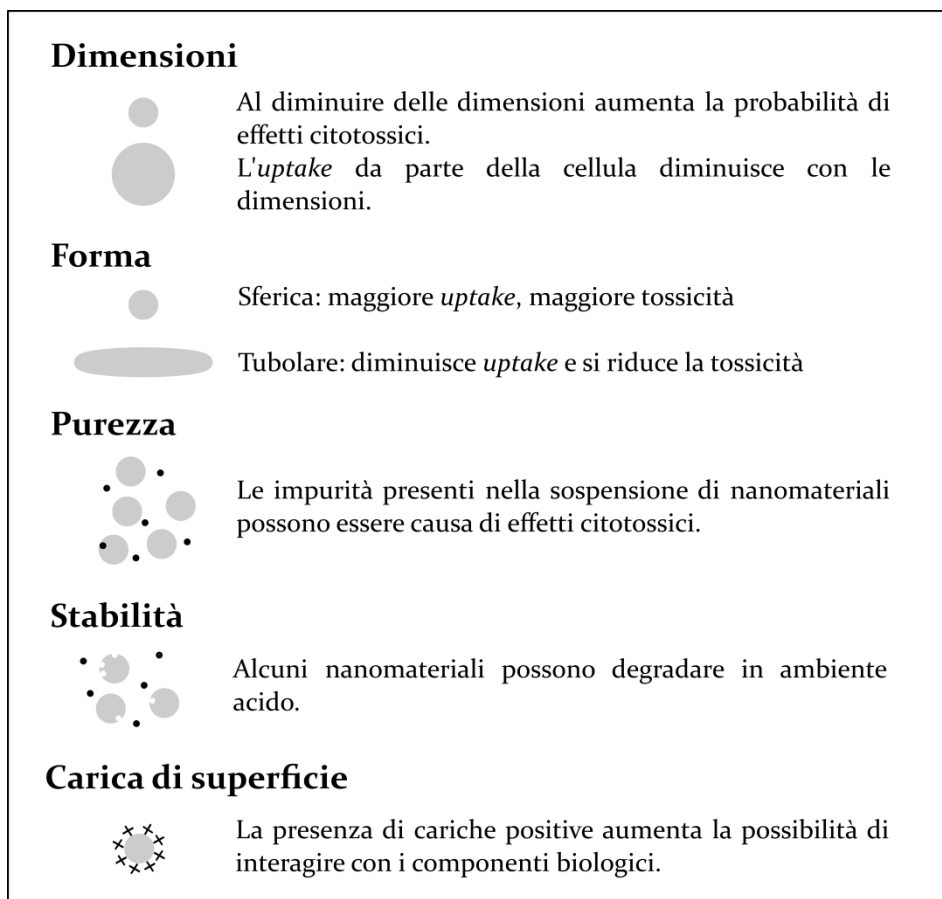 Dimensioni
Al diminuire delle dimensioni aumenta la probabilità di
effetti citotossici.
L'uptake da parte della cellula diminuisce con le
dimensioni.
Forma
Sferica: maggiore uptake, maggiore tossicità
Tubolare: diminuisce uptake e si riduce la tossicità
Purezza
Le impurità presenti nella sospensione di nanomateriali
possono essere causa di effetti citotossici.
Stabilità
Alcuni nanomateriali possono degradare in ambiente
acido.
Carica di superficie
La presenza di cariche positive aumenta la possibilità di
interagire con i componenti biologici.